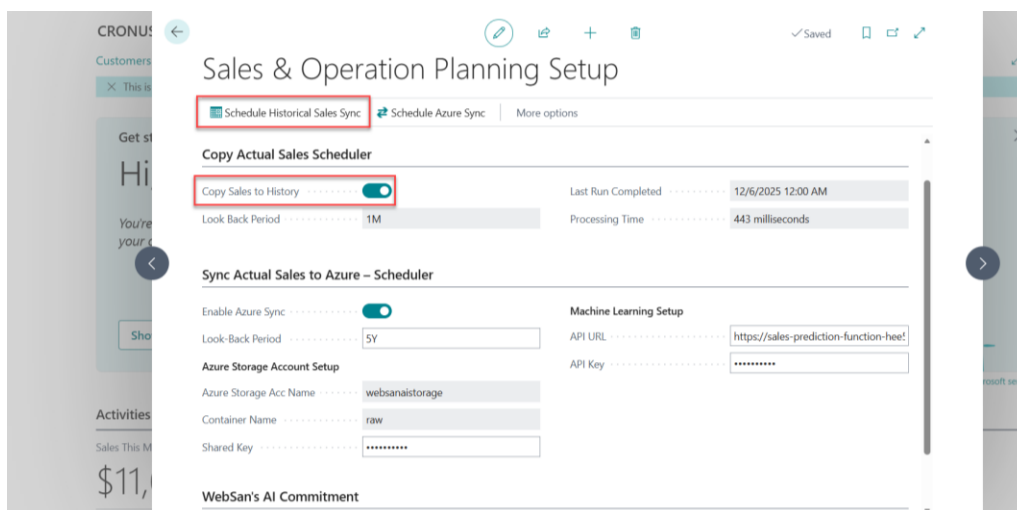 CRONUS
Saved
Customers
Sales & Operation Planning Setup
This is
Schedule Historical Sales Sync Schedule Azure Sync More options
Get st
Copy Actual Sales Scheduler
Hi,
Copy Sales to History Last Run Completed 12/6/2025 12:00 AM
Look Back Period 1M Processing Time 443 milliseconds
You're
your
Sync Actual Sales to Azure – Scheduler
Enable Azure Sync Machine Learning Setup
Look-Back Period 5Y API URL https://sales-prediction-function-hee!
Sho
Azure Storage Account Setup API Key ••••••••••
Azure Storage Acc Name websanaistorage
Activities
Container Name raw
Sales This M
Shared Key ••••••••••
$11,
WebSan's AI Commitment